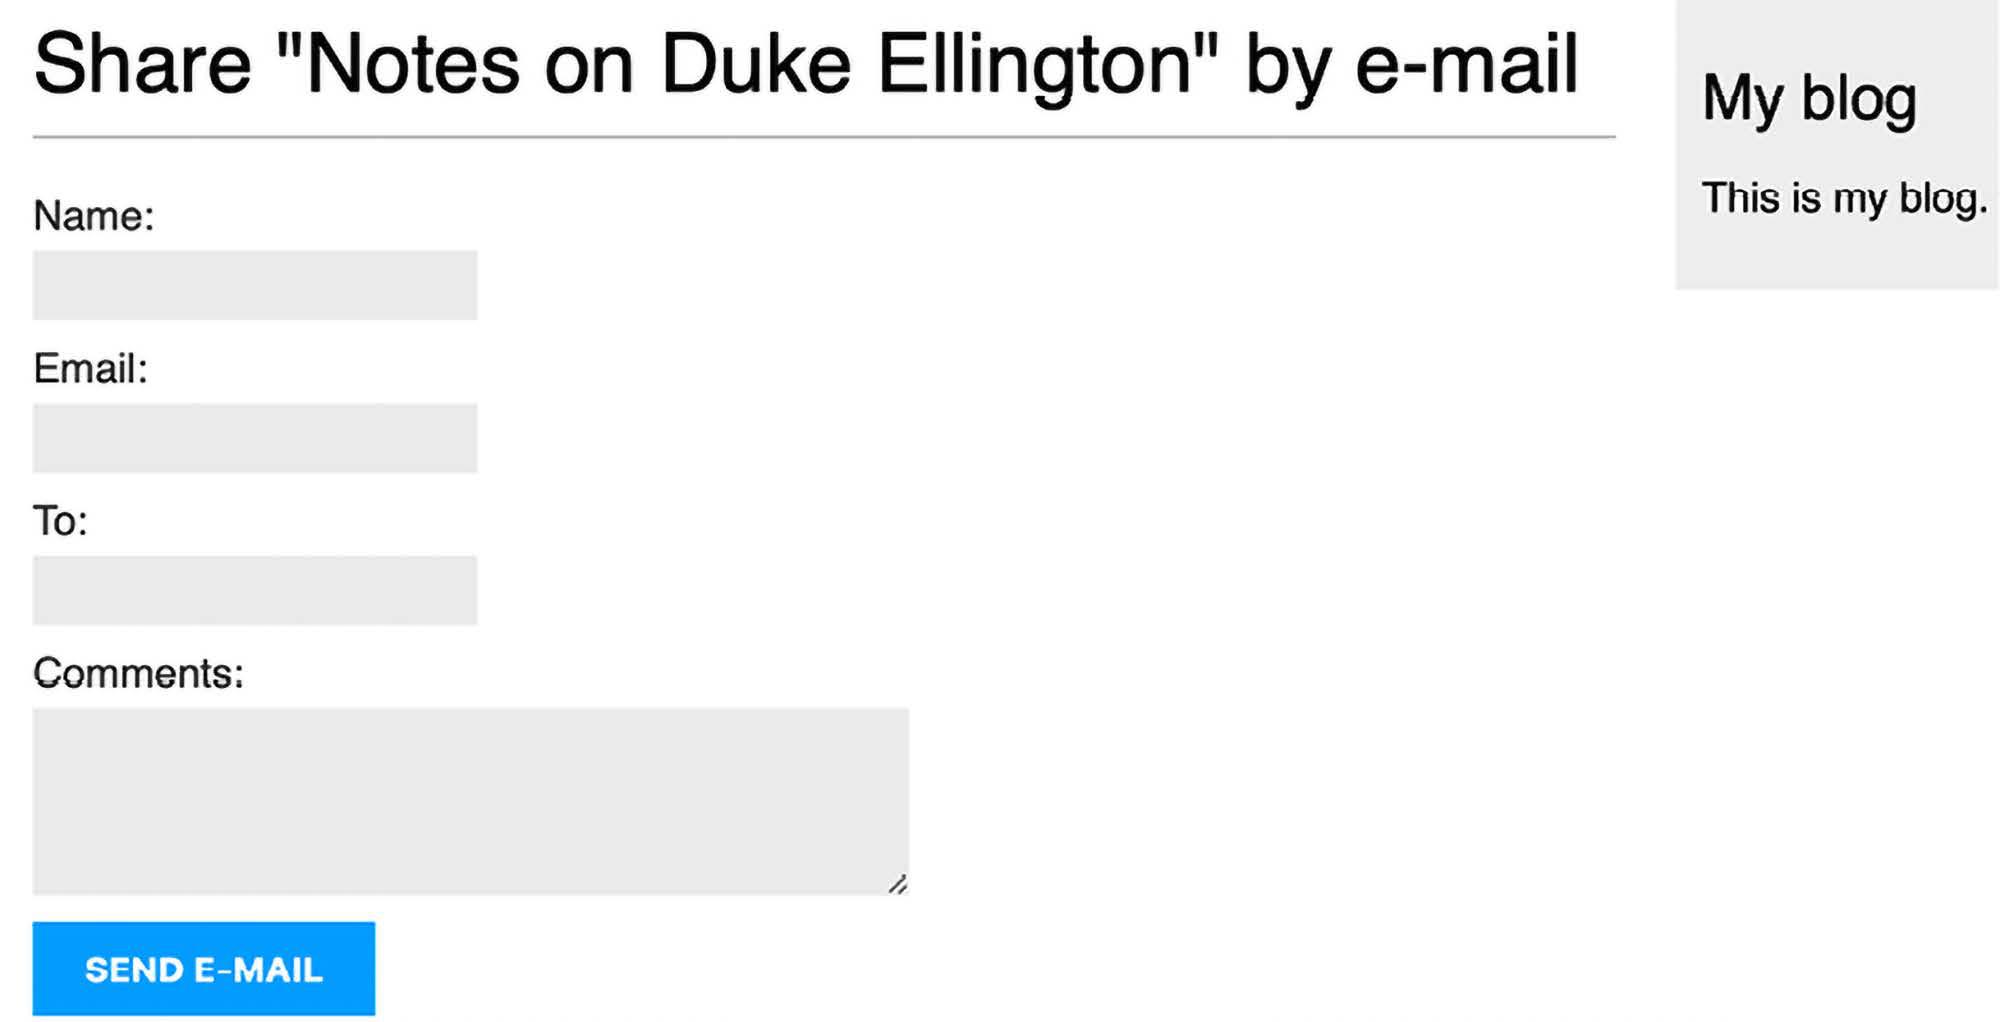 Share "Notes on Duke Ellington" by e-mail
Name:
Email:
To:
Comments:
SEND E-MAIL
My blog
This is my blog.